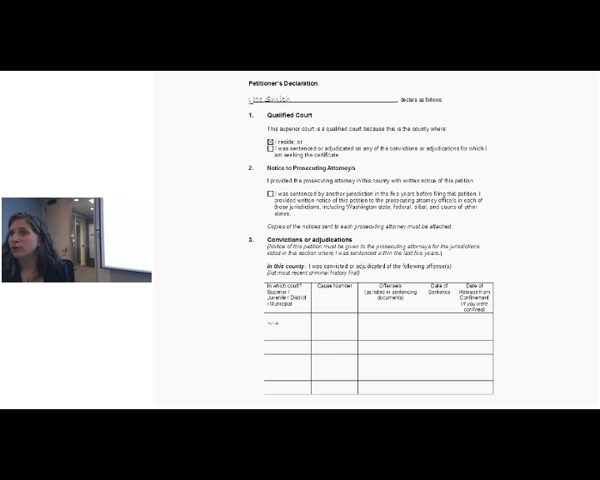 Petitioner's Declaration:
Joe Smith declare as follows:
1. Qualified Court
This superior court is a qualified court because this is the county where:
I reside; or
I was sentenced or adjudicated on any of the convictions or adjudications for which I
am seeking the certificate.
2. Notice to Prosecuting Attorney/s
I provided the prosecuting attorney in this county with written notice of this petition.
I was sentenced by another jurisdiction in the five years before filing this petition. I
provided written notice of this petition to the prosecuting attorney office/s in each of
those jurisdictions, including Washington state, federal, tribal, and courts of other
states.
Copies of the notices sent to each prosecuting attorney must be attached.
3. Convictions or adjudications
(Notice of this petition must be given to the prosecuting attorneys for the jurisdictions
listed in this section where I was sentenced within the last five years.)
In this county: I was convicted or adjudicated of the following offense(s)
(list most recent criminal history first)
In which court? Cause Number Offense/s Date of Date of
Superior / (as listed in sentencing Sentence Release from
Juvenile / District documents) Confinement
/ Municipal (if you were
confined)
N/A